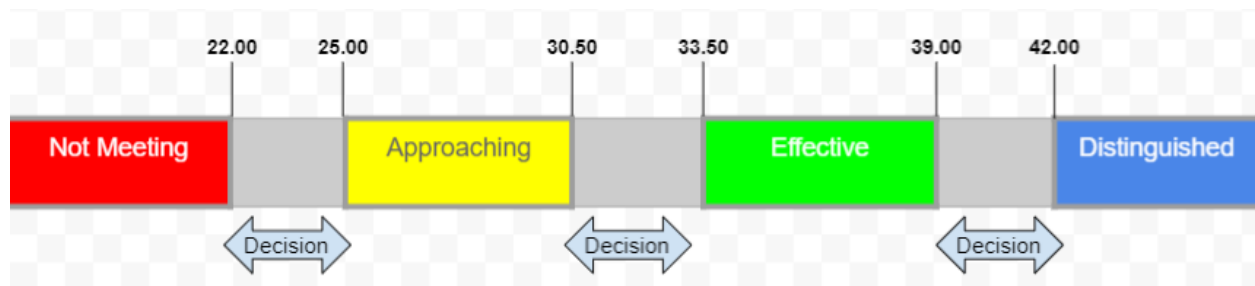 22.00 25.00 30.50 33.50 39.00 42.00
Not Meeting Approaching Effective Distinguished
Decision Decision Decision